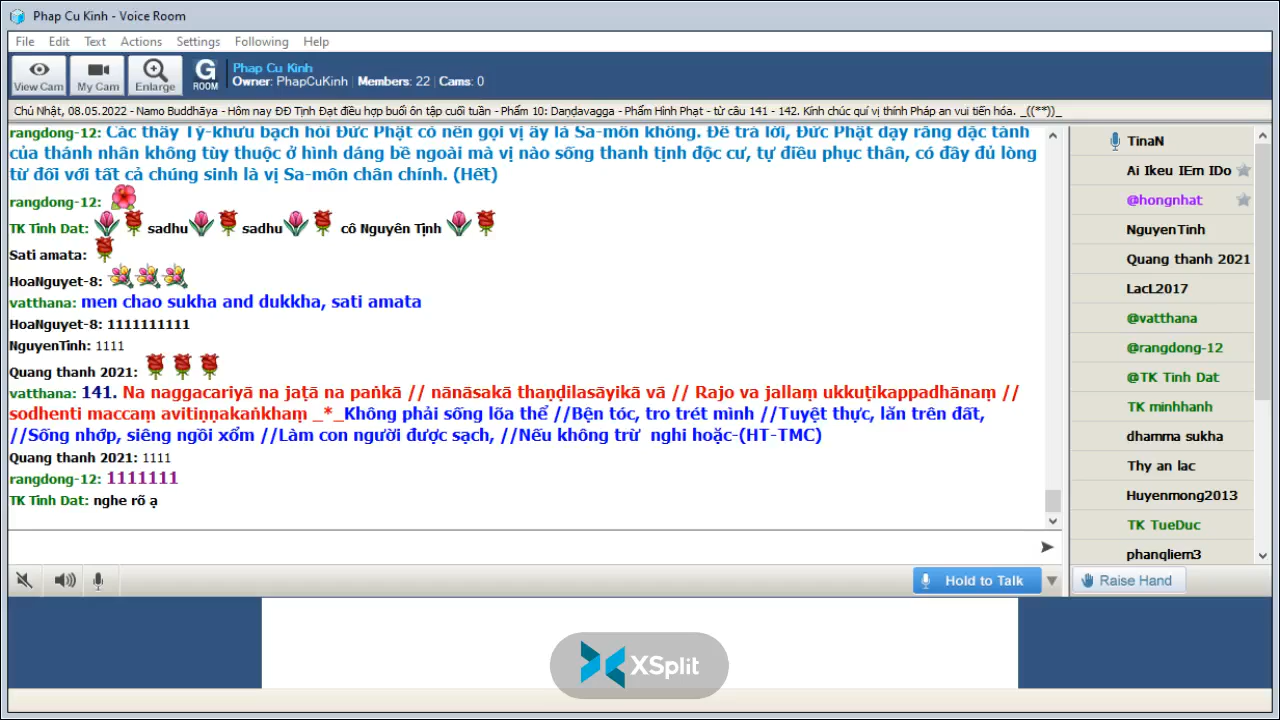 Phap Cu Kinh - Voice Room
File Edit Text Actions Settings Following Help
View Cam My Cam Enlarge G ROOM
Phap Cu Kinh
Owner: PhapCuKinh | Members: 22 | Cams: 0
Chủ Nhật, 08.05.2022 - Namo Buddhāya - Hôm nay ĐĐ Tịnh Đạt điều hợp buổi ôn tập cuối tuần - Phẩm 10: Daṇḍavagga - Phẩm Hình Phạt - từ câu 141 - 142. Kính chúc quí vị thính Pháp an vui tiến hóa. _((**))_
rangdong-12: Các thầy Tỳ-khưu bạch hỏi Đức Phật có nên gọi vị ấy là Sa-môn không. Để trả lời, Đức Phật dạy rằng đặc tánh
của thánh nhân không tùy thuộc ở hình dáng bề ngoài mà vị nào sống thanh tịnh độc cư, tự điều phục thân, có đầy đủ lòng
từ đối với tất cả chúng sinh là vị Sa-môn chân chính. (Hết)
rangdong-12:
TK Tinh Dat: sadhu sadhu cô Nguyên Tịnh
Sati amata:
HoaNguyet-8:
vatthana: men chao sukha and dukkha, sati amata
HoaNguyet-8: 1111111111
NguyenTinh: 1111
Quang thanh 2021:
vatthana: 141. Na naggacariyā na jaṭā na paṅkā // nānāsakā thaṇḍilasāyikā vā // Rajo va jallaṃ ukkuṭikappadhānaṃ //
sodhenti maccaṃ avitiṇṇakaṅkhaṃ _*_Không phải sống lõa thể //Bện tóc, tro trét mình //Tuyệt thực, lăn trên đất,
//Sống nhớp, siêng ngồi xổm //Làm con người được sạch, //Nếu không trừ nghi hoặc-(HT-TMC)
Quang thanh 2021: 1111
rangdong-12: 1111111
TK Tinh Dat: nghe rõ ạ
Hold to Talk
TinaN
Ai Ikeu IEm IDo
@hongnhat
NguyenTinh
Quang thanh 2021
LacL2017
@vatthana
@rangdong-12
@TK Tinh Dat
TK minhhanh
dhamma sukha
Thy an lac
Huyenmong2013
TK TueDuc
phangliem3
Raise Hand
XSplit